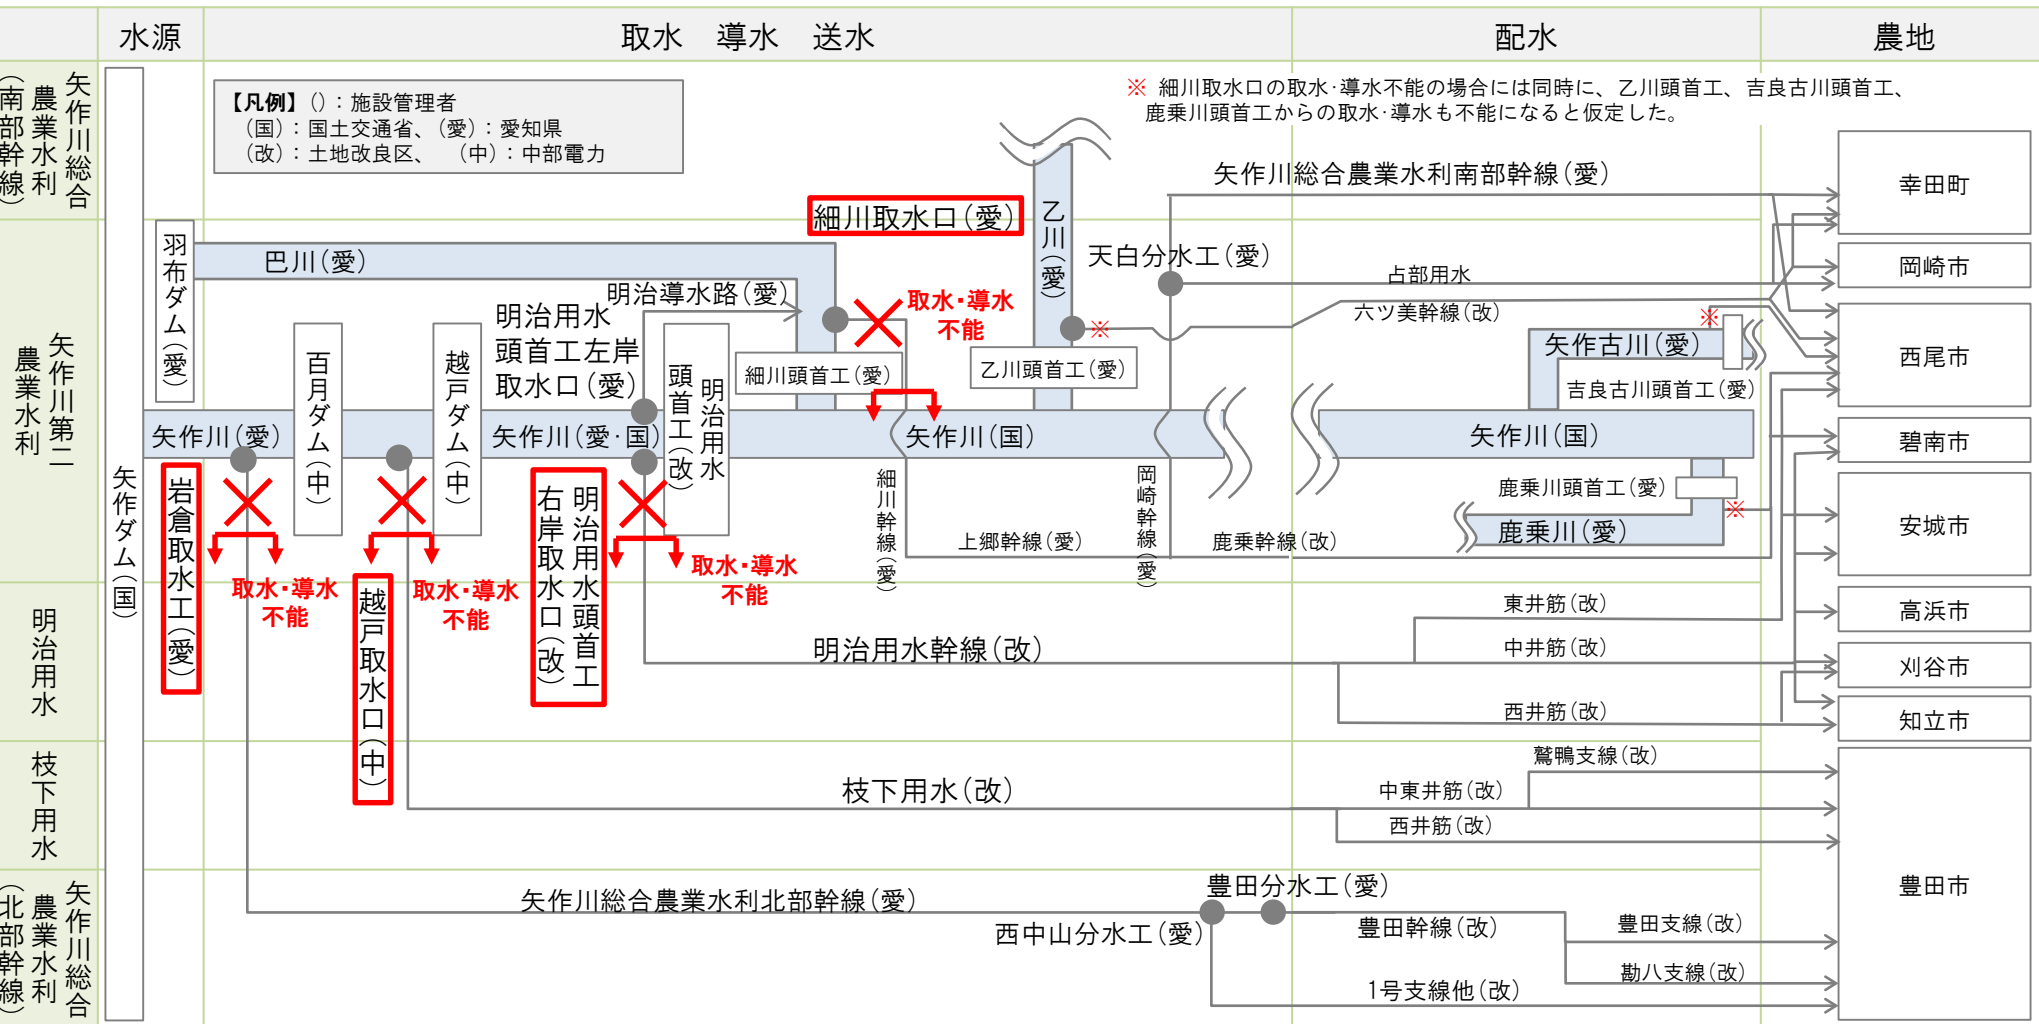 水源
取水 導水 送水
配水
農地
矢作川総合
農業水利
(南部幹線)
【凡例】():施設管理者
(国):国土交通省、(愛):愛知県
(改):土地改良区、 (中):中部電力
※ 細川取水口の取水・導水不能の場合には同時に、乙川頭首工、吉良古川頭首工、
鹿乗川頭首工からの取水・導水も不能になると仮定した。
矢作川総合農業水利南部幹線(愛)
幸田町
細川取水口(愛)
乙川(愛)
天白分水工(愛)
占部用水
岡崎市
矢作川第二
農業水利
羽布ダム(愛)
巴川(愛)
明治導水路(愛)
取水・導水
不能
※
六ツ美幹線(改)
※
明治用水
頭首工左岸
取水口(愛)
百月ダム(中)
越戸ダム(中)
明治用水
頭首工(改)
細川頭首工(愛)
乙川頭首工(愛)
矢作古川(愛)
吉良古川頭首工(愛)
西尾市
矢作川(愛)
矢作川(愛・国)
矢作川(国)
矢作川(国)
碧南市
矢作ダム(国)
岩倉取水工(愛)
取水・導水
不能
越戸取水口(中)
取水・導水
不能
明治用水頭首工
右岸取水口(改)
取水・導水
不能
細川幹線(愛)
岡崎幹線(愛)
鹿乗川頭首工(愛)
※
鹿乗川(愛)
上郷幹線(愛)
鹿乗幹線(改)
安城市
明治用水
明治用水幹線(改)
東井筋(改)
中井筋(改)
西井筋(改)
高浜市
刈谷市
知立市
枝下用水
枝下用水(改)
鴛鴨支線(改)
中東井筋(改)
西井筋(改)
豊田市
矢作川総合
農業水利
(北部幹線)
矢作川総合農業水利北部幹線(愛)
豊田分水工(愛)
西中山分水工(愛)
豊田幹線(改)
豊田支線(改)
勘八支線(改)
1号支線他(改)